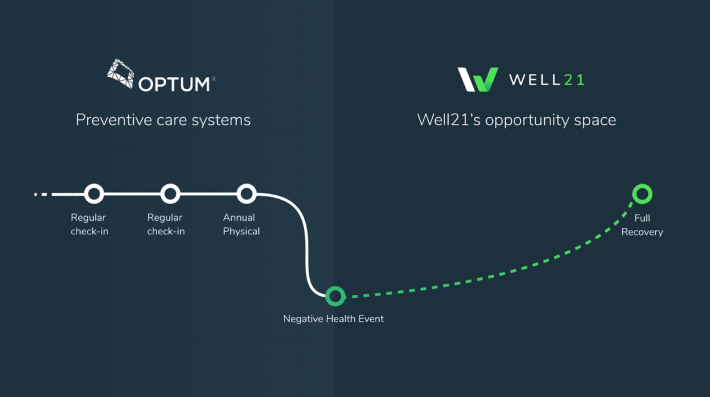 OPTUM®
Preventive care systems
WELL21
Well21's opportunity space
Regular
check-in
Regular
check-in
Annual
Physical
Full
Recovery
Negative Health Event